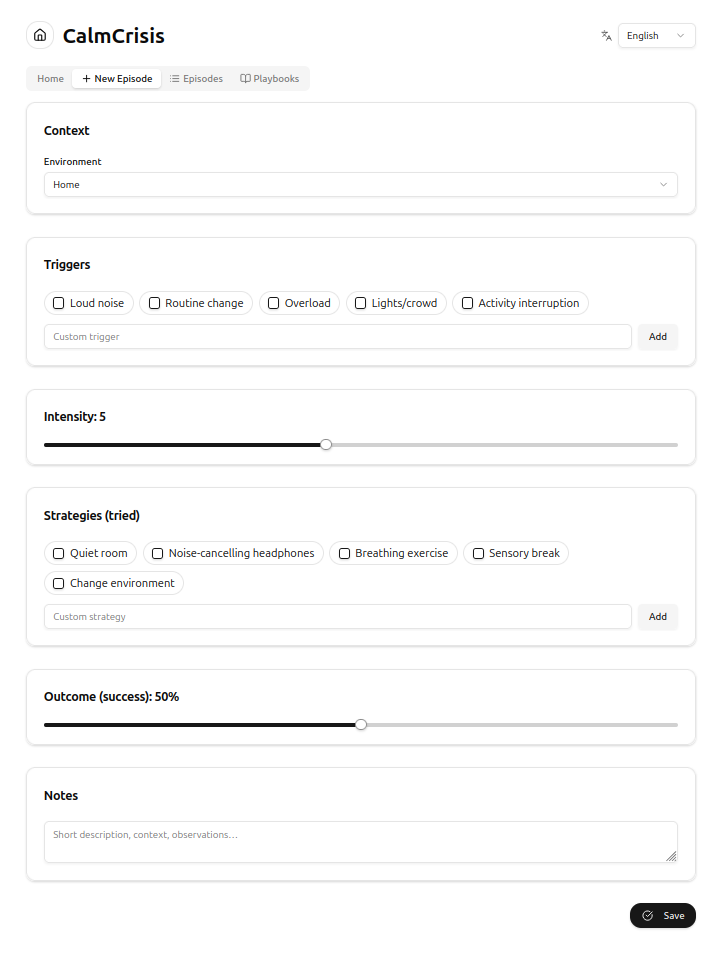 CalmCrisis
English
Home New Episode Episodes Playbooks
Context
Environment
Home
Triggers
Loud noise Routine change Overload Lights/crowd Activity interruption
Custom trigger Add
Intensity: 5
Strategies (tried)
Quiet room Noise-cancelling headphones Breathing exercise Sensory break
Change environment
Custom strategy Add
Outcome (success): 50%
Notes
Short description, context, observations...
Save